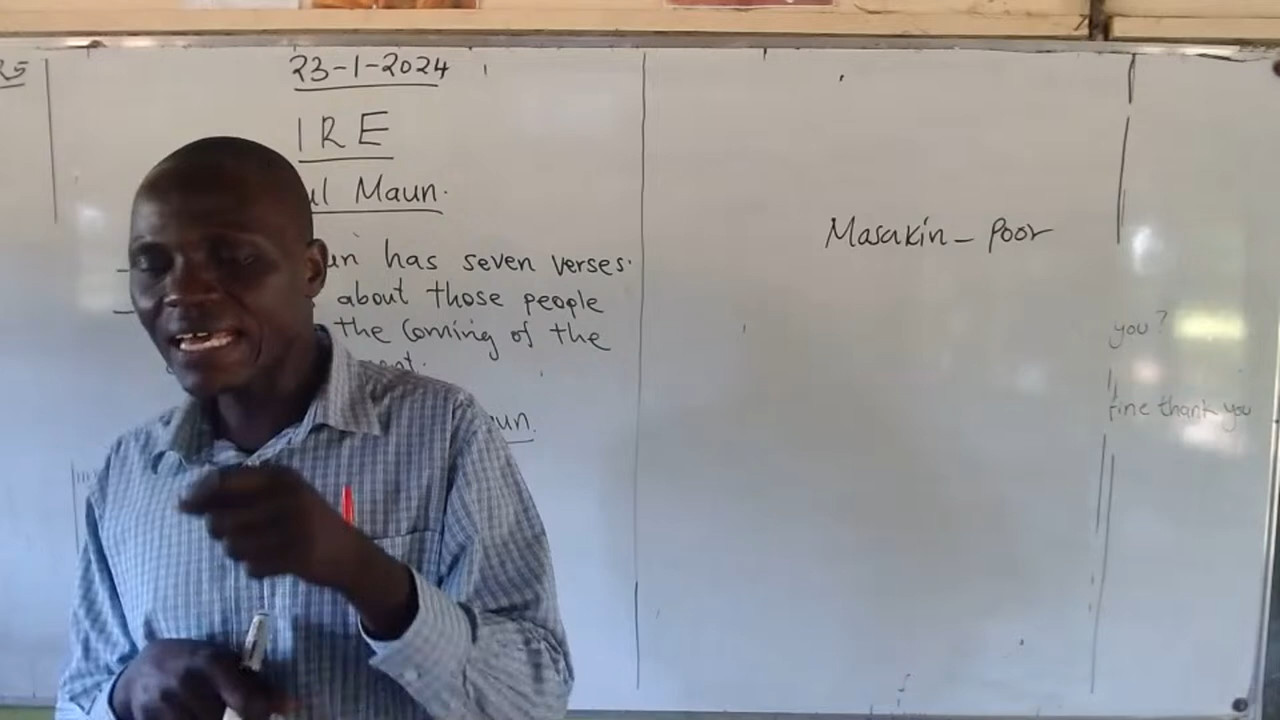 23-1-2024
IRE
ul Maun.
un has seven verses.
about those people
the coming of the
ent.
un.
Masakin - Poor
you?
fine thank you